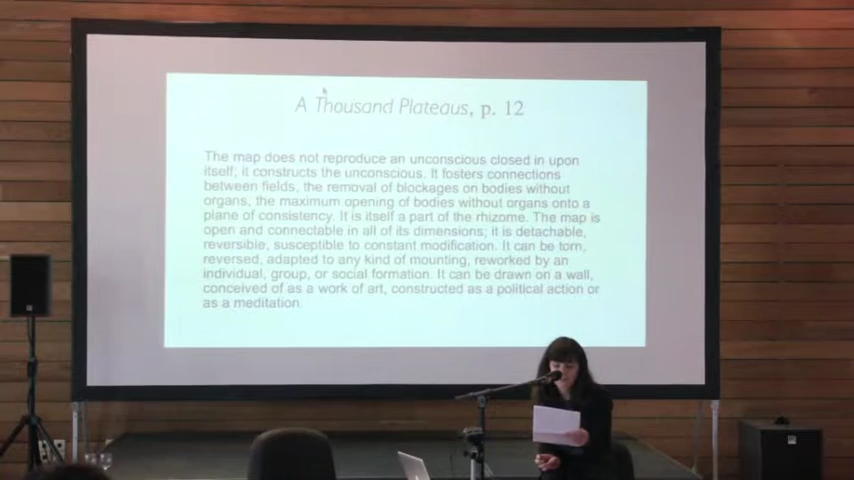 A Thousand Plateaus, p. 12
The map does not reproduce an unconscious closed in upon
itself; it constructs the unconscious. It fosters connections
between fields, the removal of blockages on bodies without
organs, the maximum opening of bodies without organs onto a
plane of consistency. It is itself a part of the rhizome. The map is
open and connectable in all of its dimensions; it is detachable,
reversible, susceptible to constant modification. It can be torn,
reversed, adapted to any kind of mounting, reworked by an
individual, group, or social formation. It can be drawn on a wall,
conceived of as a work of art, constructed as a political action or
as a meditation.